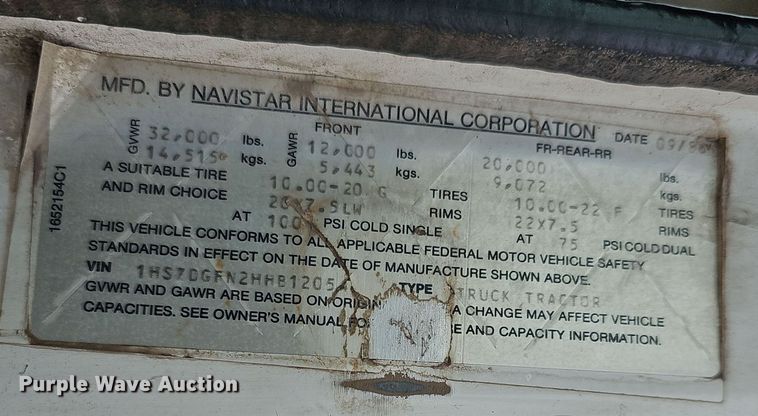 MFD. BY NAVISTAR INTERNATIONAL CORPORATION DATE 09/86
GVWR 32,000 lbs. GAWR FRONT 12,000 lbs. FR-REAR-RR 20,000 lbs.
14,515 kgs. 5,443 kgs. 9,072 kgs.
A SUITABLE TIRE 10.00-20 G TIRES 10.00-22 F TIRES
AND RIM CHOICE 20X7.5LW RIMS 22X7.5 RIMS
AT 100 PSI COLD SINGLE AT 75 PSI COLD DUAL
THIS VEHICLE CONFORMS TO ALL APPLICABLE FEDERAL MOTOR VEHICLE SAFETY
STANDARDS IN EFFECT ON THE DATE OF MANUFACTURE SHOWN ABOVE.
VIN 1HS7DGFN2HHB1205 TYPE TRUCK TRACTOR
GVWR AND GAWR ARE BASED ON A CHANGE MAY AFFECT VEHICLE
CAPACITIES. SEE OWNER'S MANUAL AND CAPACITY INFORMATION.
1652154C1
Purple Wave Auction